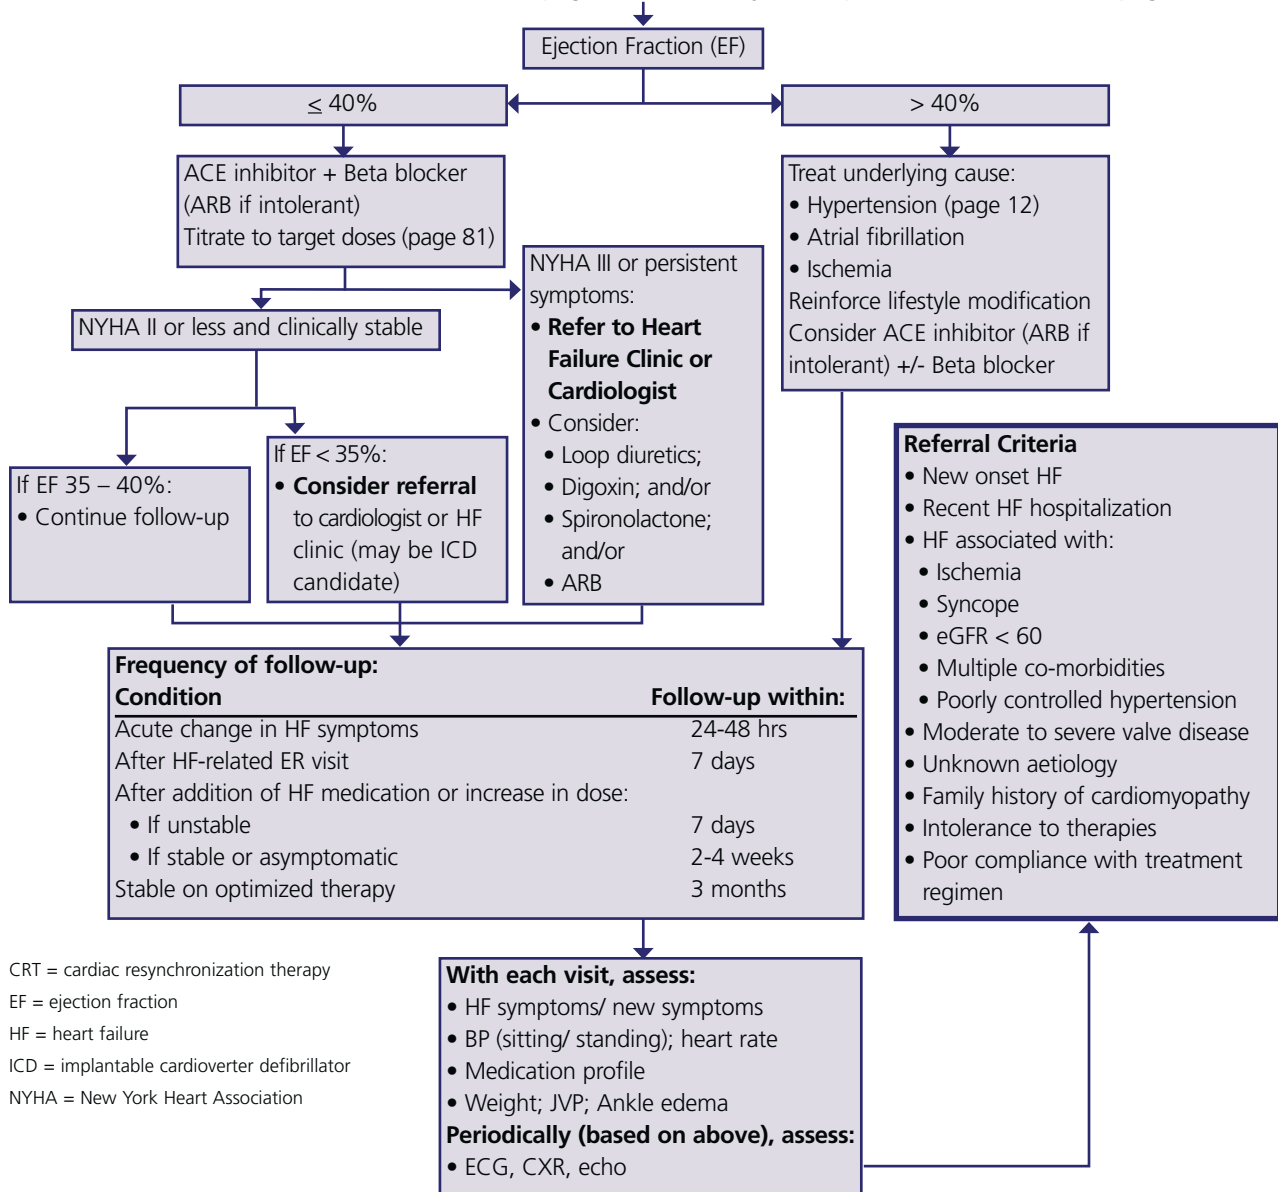 Ejection Fraction (EF)
≤ 40%
> 40%
ACE inhibitor + Beta blocker
(ARB if intolerant)
Titrate to target doses (page 81)
Treat underlying cause:
• Hypertension (page 12)
• Atrial fibrillation
• Ischemia
Reinforce lifestyle modification
Consider ACE inhibitor (ARB if
intolerant) +/- Beta blocker
NYHA II or less and clinically stable
NYHA III or persistent
symptoms:
• Refer to Heart
Failure Clinic or
Cardiologist
• Consider:
• Loop diuretics;
• Digoxin; and/or
• Spironolactone;
and/or
• ARB
If EF 35 – 40%:
• Continue follow-up
If EF < 35%:
• Consider referral
to cardiologist or HF
clinic (may be ICD
candidate)
Referral Criteria
• New onset HF
• Recent HF hospitalization
• HF associated with:
• Ischemia
• Syncope
• eGFR < 60
• Multiple co-morbidities
• Poorly controlled hypertension
• Moderate to severe valve disease
• Unknown aetiology
• Family history of cardiomyopathy
• Intolerance to therapies
• Poor compliance with treatment
regimen
Frequency of follow-up:
Condition Follow-up within:
Acute change in HF symptoms 24-48 hrs
After HF-related ER visit 7 days
After addition of HF medication or increase in dose:
• If unstable 7 days
• If stable or asymptomatic 2-4 weeks
Stable on optimized therapy 3 months
CRT = cardiac resynchronization therapy
EF = ejection fraction
HF = heart failure
ICD = implantable cardioverter defibrillator
NYHA = New York Heart Association
With each visit, assess:
• HF symptoms/ new symptoms
• BP (sitting/ standing); heart rate
• Medication profile
• Weight; JVP; Ankle edema
Periodically (based on above), assess:
• ECG, CXR, echo